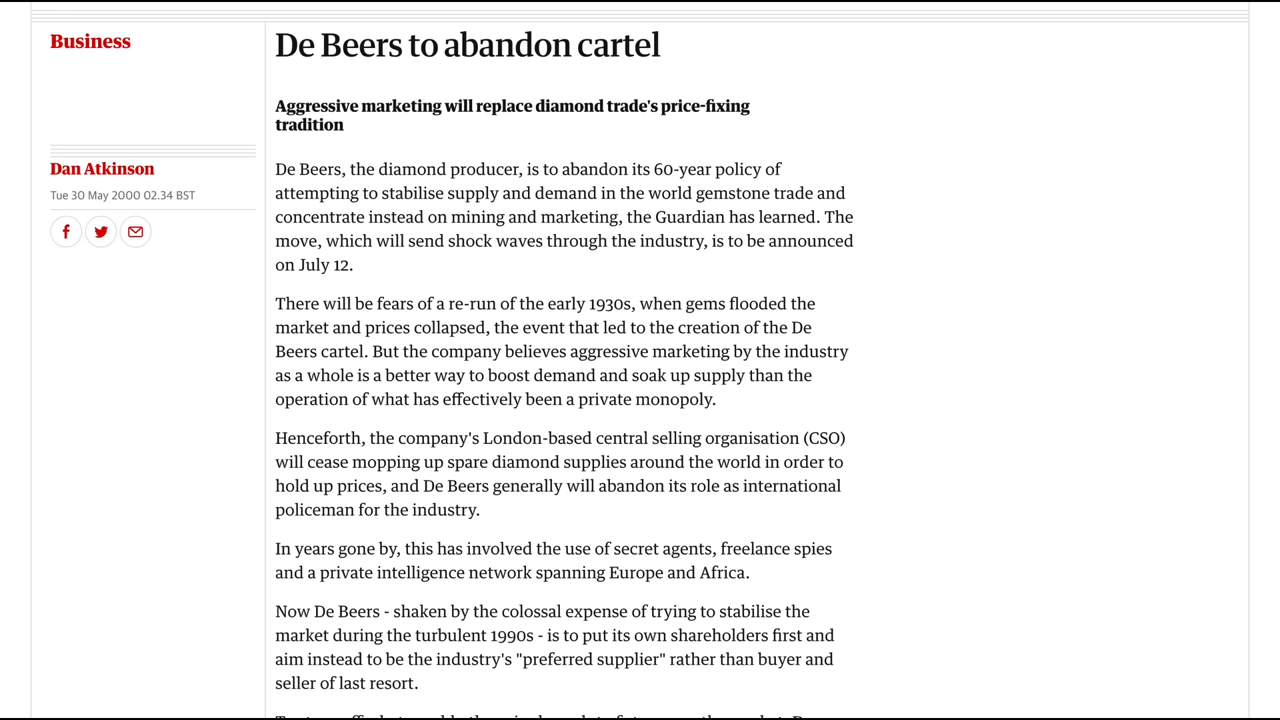 Business
De Beers to abandon cartel
Aggressive marketing will replace diamond trade's price-fixing
tradition
Dan Atkinson
Tue 30 May 2000 02.34 BST
De Beers, the diamond producer, is to abandon its 60-year policy of
attempting to stabilise supply and demand in the world gemstone trade and
concentrate instead on mining and marketing, the Guardian has learned. The
move, which will send shock waves through the industry, is to be announced
on July 12.
There will be fears of a re-run of the early 1930s, when gems flooded the
market and prices collapsed, the event that led to the creation of the De
Beers cartel. But the company believes aggressive marketing by the industry
as a whole is a better way to boost demand and soak up supply than the
operation of what has effectively been a private monopoly.
Henceforth, the company's London-based central selling organisation (CSO)
will cease mopping up spare diamond supplies around the world in order to
hold up prices, and De Beers generally will abandon its role as international
policeman for the industry.
In years gone by, this has involved the use of secret agents, freelance spies
and a private intelligence network spanning Europe and Africa.
Now De Beers - shaken by the colossal expense of trying to stabilise the
market during the turbulent 1990s - is to put its own shareholders first and
aim instead to be the industry's "preferred supplier" rather than buyer and
seller of last resort.